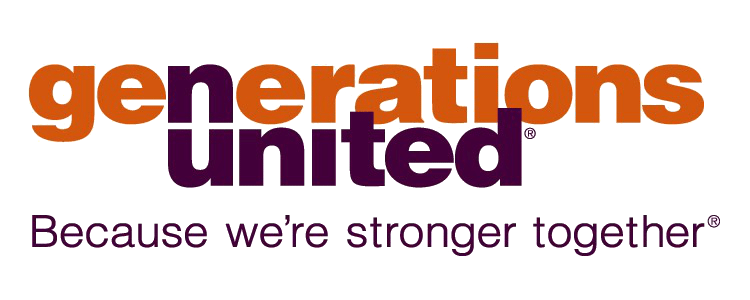 generations
united®
Because we're stronger together®